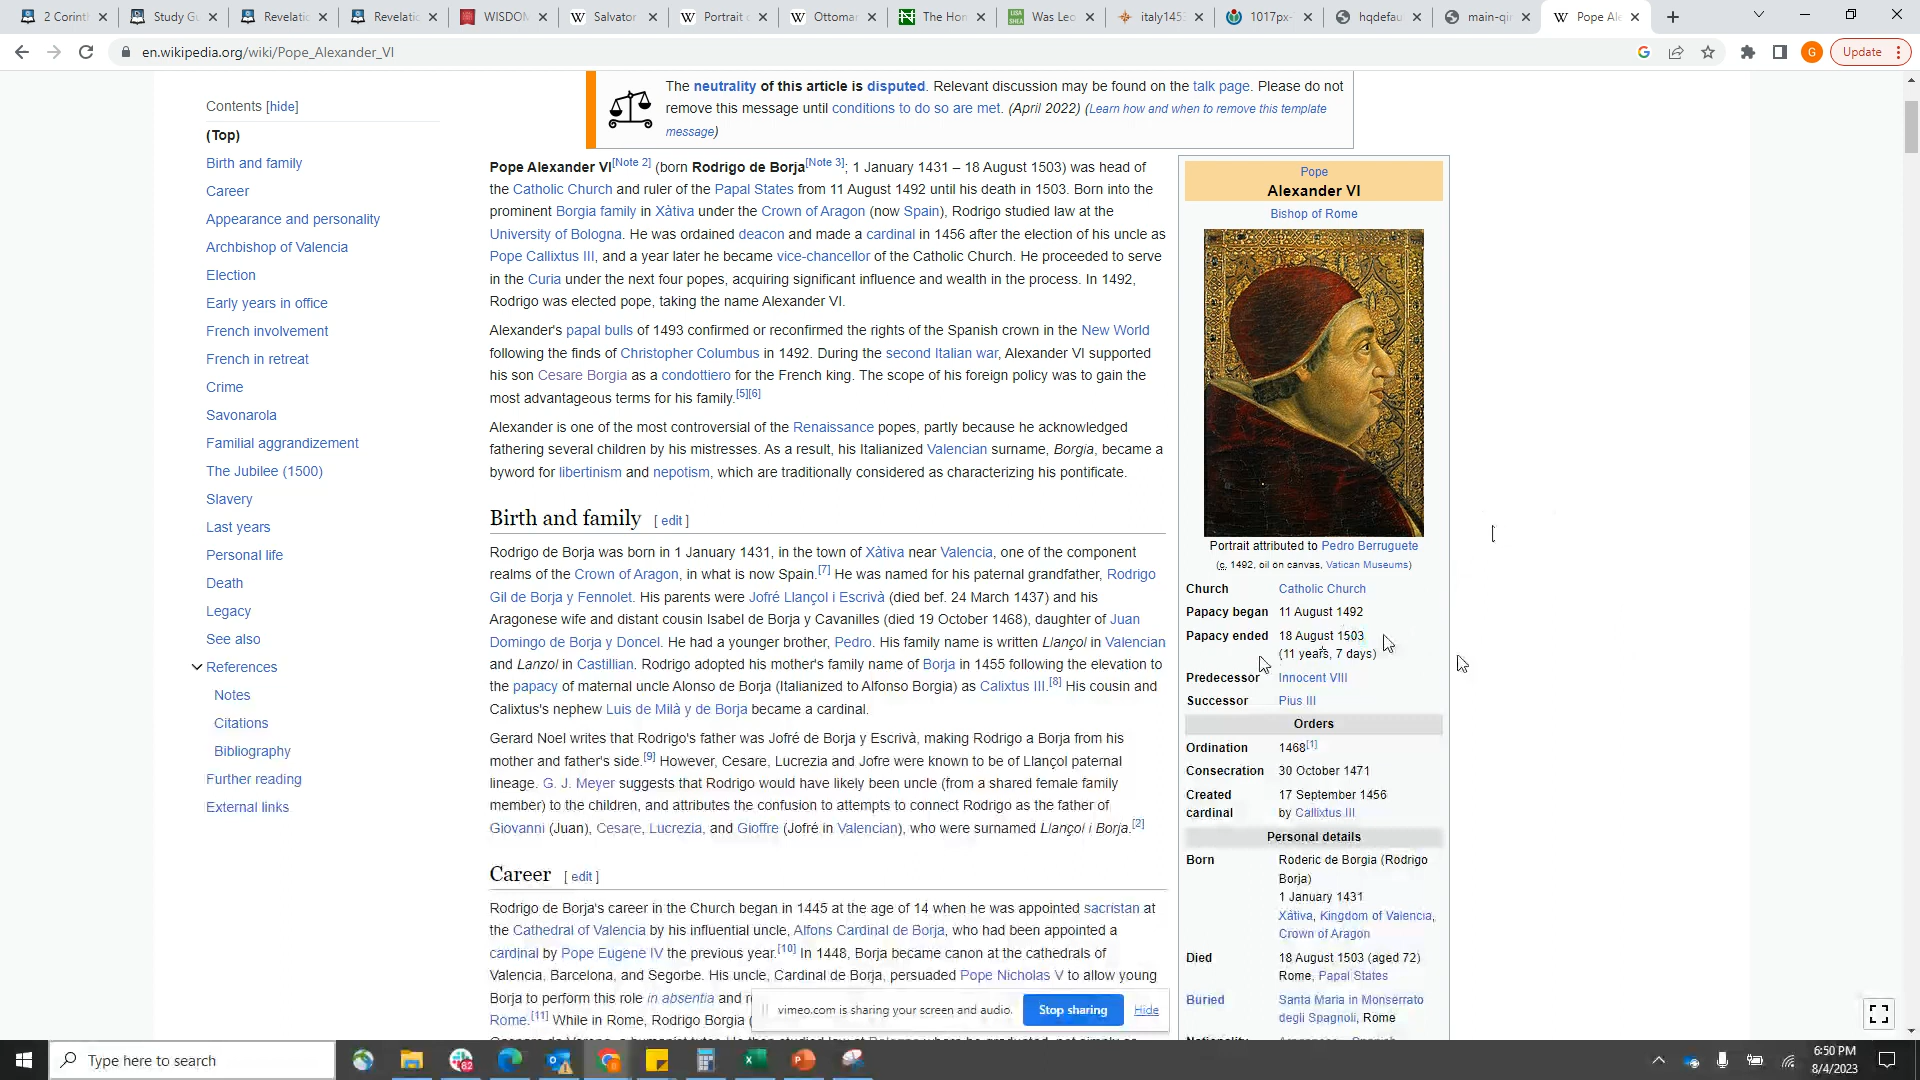 2 Corint
Study Gu
Revelatio
Revelatio
WISDOM
Salvator
Portrait o
Ottoman
The Hor
Was Leo
italy1453
1017px-
hqdefau
main-qim
Pope Ale
en.wikipedia.org/wiki/Pope_Alexander_VI
Update
The neutrality of this article is disputed. Relevant discussion may be found on the talk page. Please do not
remove this message until conditions to do so are met. (April 2022) (Learn how and when to remove this template
message)
Contents [hide]
(Top)
Birth and family
Career
Appearance and personality
Archbishop of Valencia
Election
Early years in office
French involvement
French in retreat
Crime
Savonarola
Familial aggrandizement
The Jubilee (1500)
Slavery
Last years
Personal life
Death
Legacy
See also
References
Notes
Citations
Bibliography
Further reading
External links
Pope Alexander VI[Note 2] (born Rodrigo de Borja[Note 3]; 1 January 1431 – 18 August 1503) was head of
the Catholic Church and ruler of the Papal States from 11 August 1492 until his death in 1503. Born into the
prominent Borgia family in Xàtiva under the Crown of Aragon (now Spain), Rodrigo studied law at the
University of Bologna. He was ordained deacon and made a cardinal in 1456 after the election of his uncle as
Pope Callixtus III, and a year later he became vice-chancellor of the Catholic Church. He proceeded to serve
in the Curia under the next four popes, acquiring significant influence and wealth in the process. In 1492,
Rodrigo was elected pope, taking the name Alexander VI.
Alexander's papal bulls of 1493 confirmed or reconfirmed the rights of the Spanish crown in the New World
following the finds of Christopher Columbus in 1492. During the second Italian war, Alexander VI supported
his son Cesare Borgia as a condottiero for the French king. The scope of his foreign policy was to gain the
most advantageous terms for his family.[5][6]
Alexander is one of the most controversial of the Renaissance popes, partly because he acknowledged
fathering several children by his mistresses. As a result, his Italianized Valencian surname, Borgia, became a
byword for libertinism and nepotism, which are traditionally considered as characterizing his pontificate.
Birth and family [ edit ]
Rodrigo de Borja was born in 1 January 1431, in the town of Xàtiva near Valencia, one of the component
realms of the Crown of Aragon, in what is now Spain.[7] He was named for his paternal grandfather, Rodrigo
Gil de Borja y Fennolet. His parents were Jofré Llançol i Escrivà (died bef. 24 March 1437) and his
Aragonese wife and distant cousin Isabel de Borja y Cavanilles (died 19 October 1468), daughter of Juan
Domingo de Borja y Doncel. He had a younger brother, Pedro. His family name is written Llançol in Valencian
and Lanzol in Castillian. Rodrigo adopted his mother's family name of Borja in 1455 following the elevation to
the papacy of maternal uncle Alonso de Borja (Italianized to Alfonso Borgia) as Calixtus III.[8] His cousin and
Calixtus's nephew Luis de Milà y de Borja became a cardinal.
Gerard Noel writes that Rodrigo's father was Jofré de Borja y Escrivà, making Rodrigo a Borja from his
mother and father's side.[9] However, Cesare, Lucrezia and Jofre were known to be of Llançol paternal
lineage. G. J. Meyer suggests that Rodrigo would have likely been uncle (from a shared female family
member) to the children, and attributes the confusion to attempts to connect Rodrigo as the father of
Giovanni (Juan), Cesare, Lucrezia, and Gioffre (Jofré in Valencian), who were surnamed Llançol i Borja.[2]
Career [ edit ]
Rodrigo de Borja's career in the Church began in 1445 at the age of 14 when he was appointed sacristan at
the Cathedral of Valencia by his influential uncle, Alfons Cardinal de Borja, who had been appointed a
cardinal by Pope Eugene IV the previous year.[10] In 1448, Borja became canon at the cathedrals of
Valencia, Barcelona, and Segorbe. His uncle, Cardinal de Borja, persuaded Pope Nicholas V to allow young
Borja to perform this role in absentia and r
Rome.[11] While in Rome, Rodrigo Borgia (
Pope
Alexander VI
Bishop of Rome
Portrait attributed to Pedro Berruguete
(c. 1492, oil on canvas, Vatican Museums)
Church Catholic Church
Papacy began 11 August 1492
Papacy ended 18 August 1503
(11 years, 7 days)
Predecessor Innocent VIII
Successor Pius III
Orders
Ordination 1468[1]
Consecration 30 October 1471
Created 17 September 1456
cardinal by Callixtus III
Personal details
Born Roderic de Borgia (Rodrigo
Borja)
1 January 1431
Xàtiva, Kingdom of Valencia,
Crown of Aragon
Died 18 August 1503 (aged 72)
Rome, Papal States
Buried Santa Maria in Monserrato
degli Spagnoli, Rome
vimeo.com is sharing your screen and audio.
Stop sharing
Hide
Type here to search
6:50 PM
8/4/2023